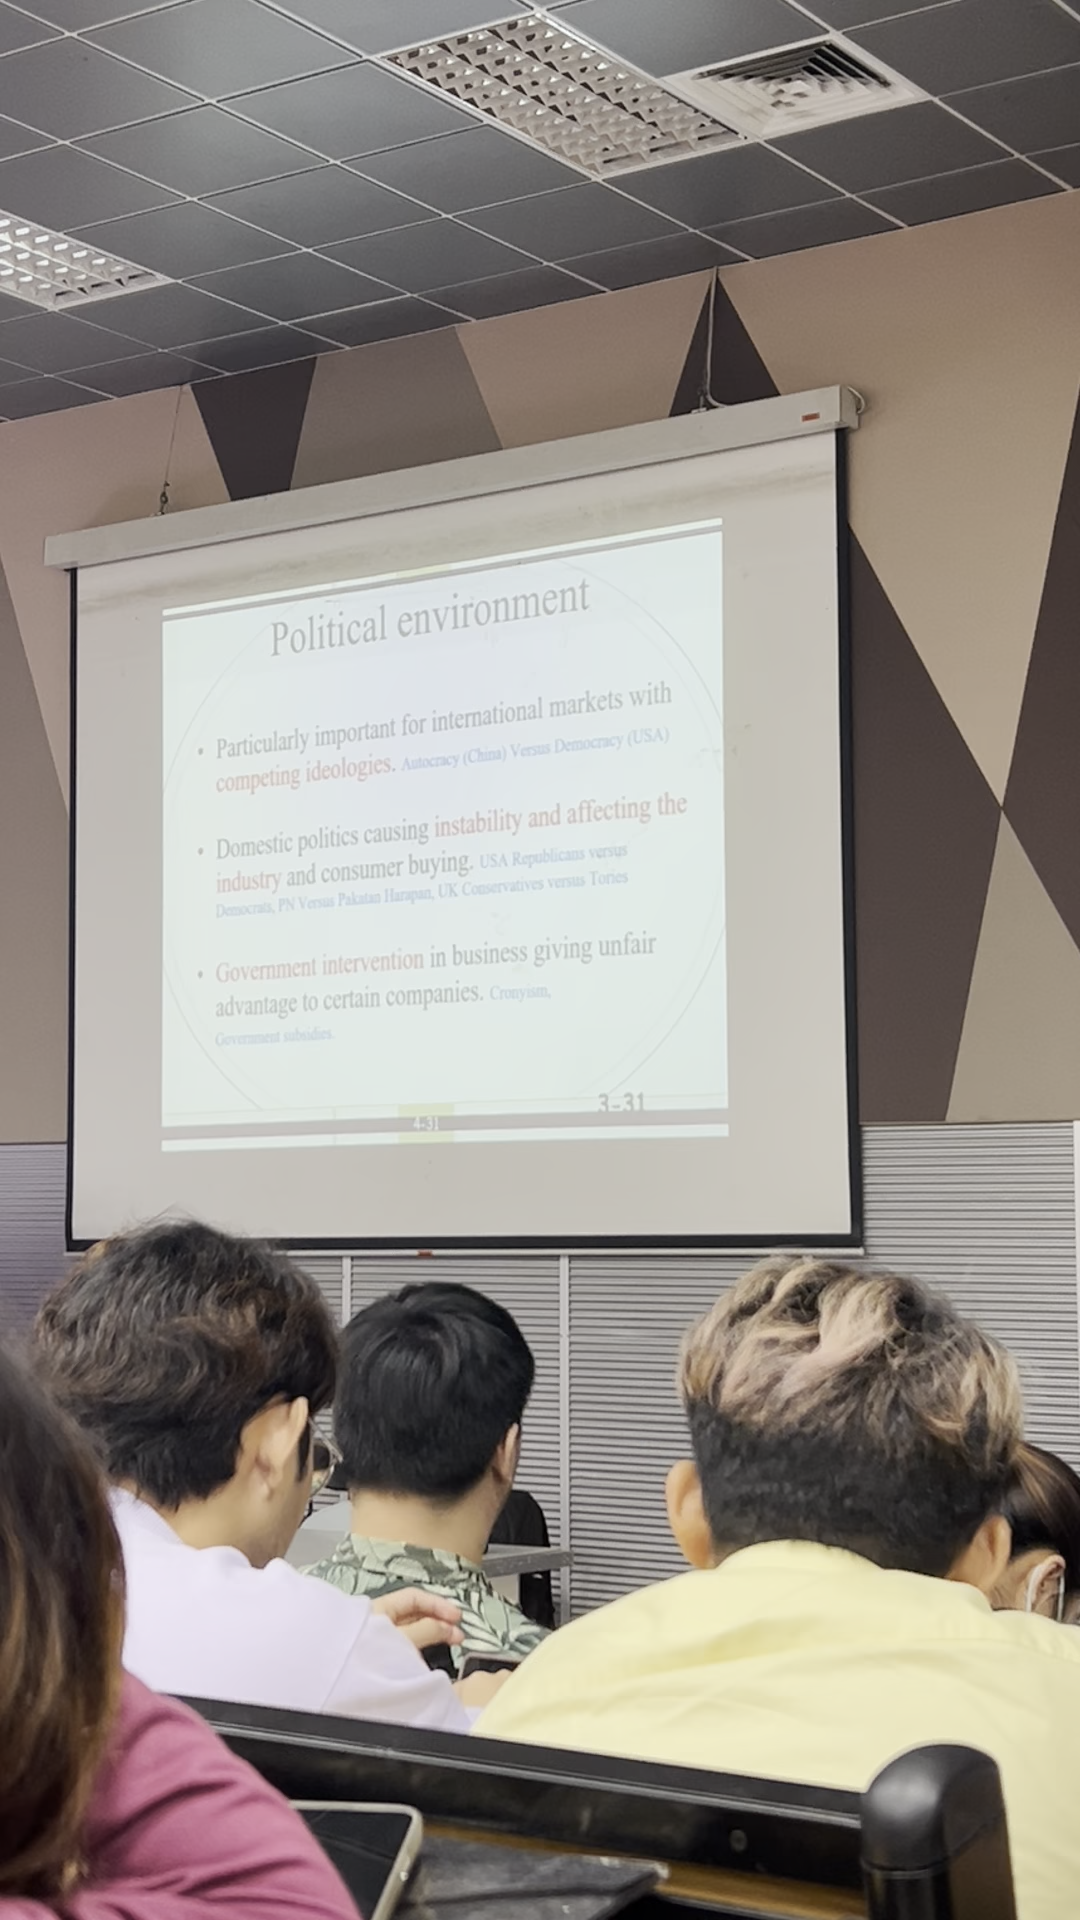 Political environment
• Particularly important for international markets with
competing ideologies. Autocracy (China) Versus Democracy (USA)
• Domestic politics causing instability and affecting the
industry and consumer buying. USA Republicans versus
Democrats, PN Versus Pakatan Harapan, UK Conservatives versus Tories
• Government intervention in business giving unfair
advantage to certain companies. Cronyism,
Government subsidies.
3-31
4-31